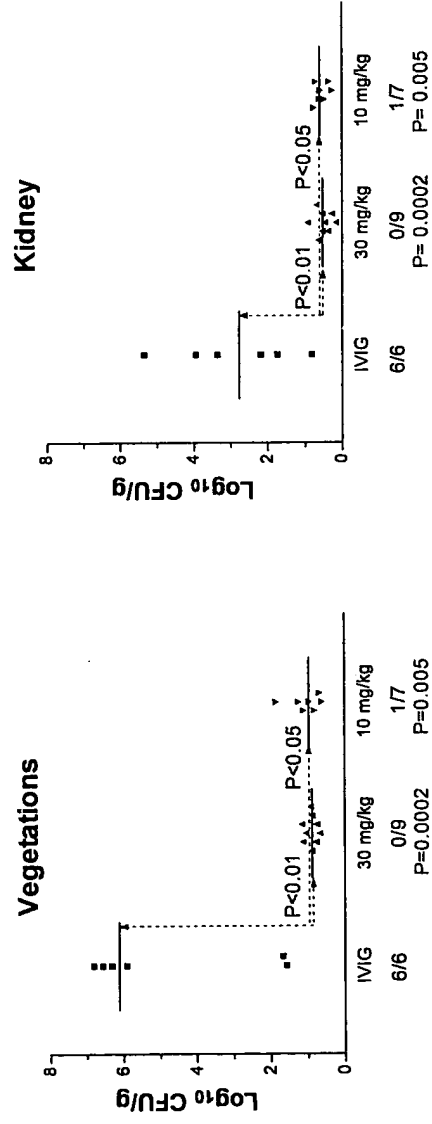 Vegetations
Log₁₀ CFU/g
8
6
4
2
0
P<0.01
P<0.05
IVIG
30 mg/kg
10 mg/kg
6/6
0/9
1/7
P=0.0002
P=0.005
Kidney
Log₁₀ CFU/g
8
6
4
2
0
P<0.01
P<0.05
IVIG
30 mg/kg
10 mg/kg
6/6
0/9
1/7
P= 0.0002
P= 0.005